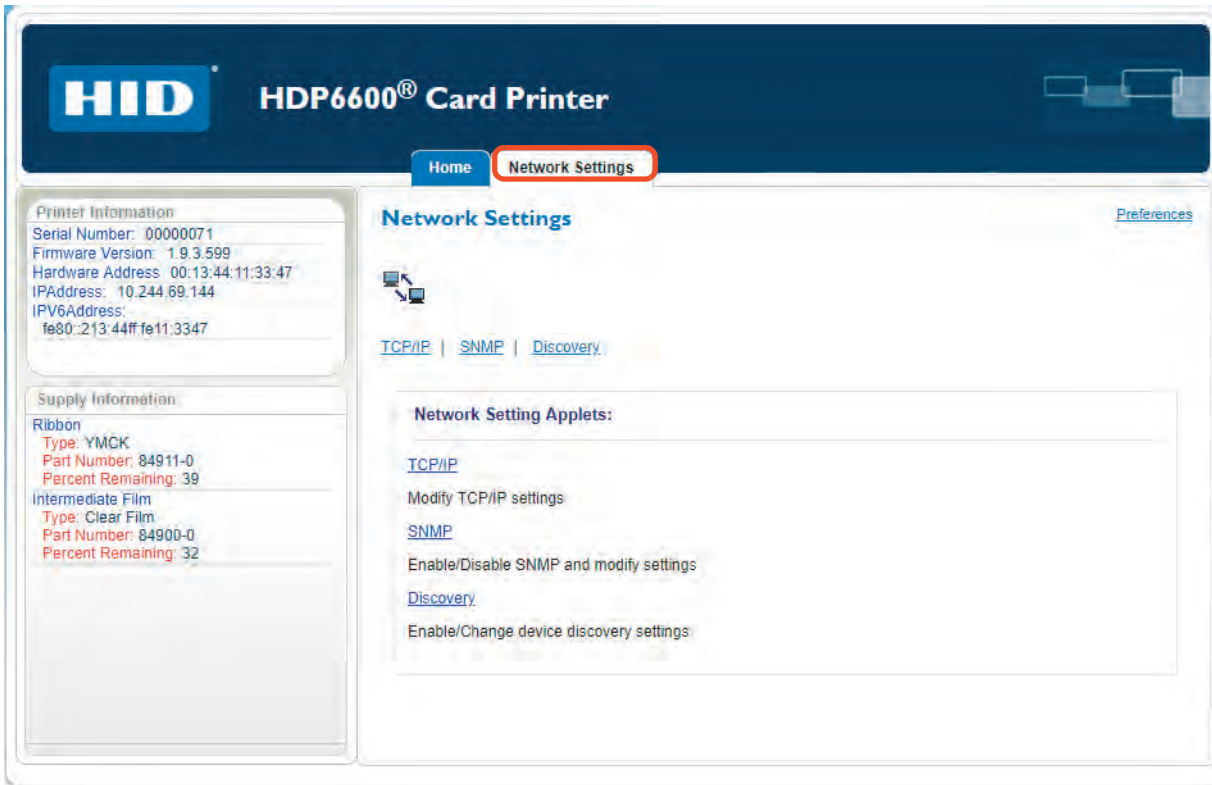 HID
HDP6600® Card Printer
Home
Network Settings
Printer Information
Serial Number: 00000071
Firmware Version: 1.9.3.599
Hardware Address 00:13:44:11:33:47
IPAddress: 10.244.69.144
IPV6Address:
fe80::213:44ff:fe11:3347
Supply Information
Ribbon
Type: YMCK
Part Number: 84911-0
Percent Remaining: 39
Intermediate Film
Type: Clear Film
Part Number: 84900-0
Percent Remaining: 32
Network Settings
Preferences
TCP/IP | SNMP | Discovery
Network Setting Applets:
TCP/IP
Modify TCP/IP settings
SNMP
Enable/Disable SNMP and modify settings
Discovery
Enable/Change device discovery settings